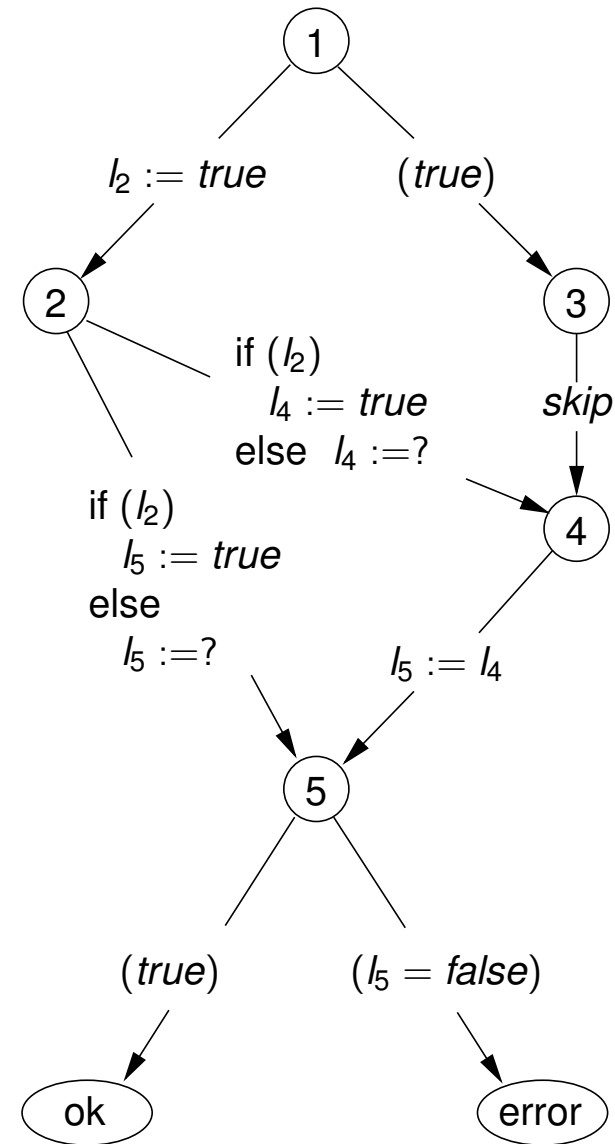 1
l₂ := true
(true)
2
3
if (l₂)
l₄ := true
else l₄ :=?
skip
if (l₂)
l₅ := true
else
l₅ :=?
4
l₅ := l₄
5
(true)
(l₅ = false)
ok
error